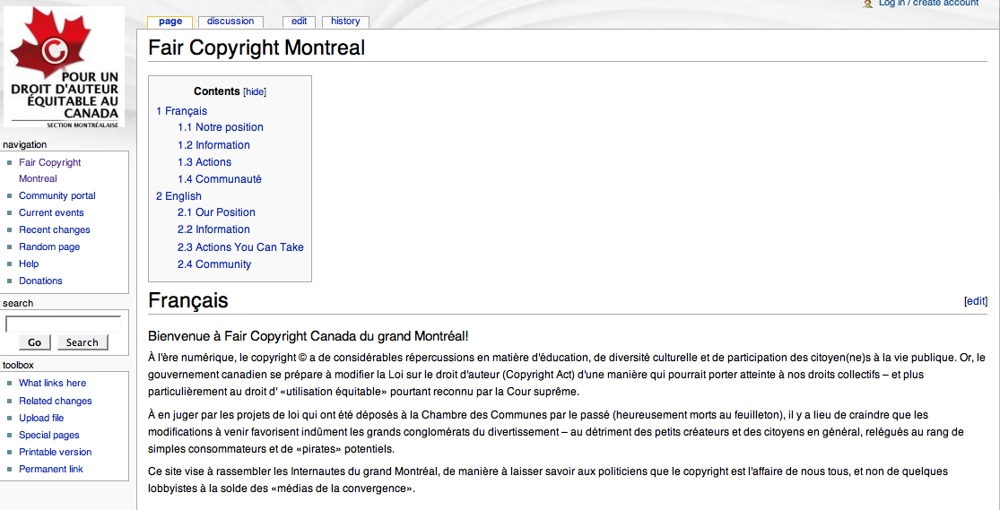 Log in / create account
page
discussion
edit
history
POUR UN
DROIT D'AUTEUR
ÉQUITABLE AU
CANADA
SECTION MONTRÉALAISE
navigation
Fair Copyright
Montreal
Community portal
Current events
Recent changes
Random page
Help
Donations
search
Go
Search
toolbox
What links here
Related changes
Upload file
Special pages
Printable version
Permanent link
Fair Copyright Montreal
Contents [hide]
1 Français
1.1 Notre position
1.2 Information
1.3 Actions
1.4 Communauté
2 English
2.1 Our Position
2.2 Information
2.3 Actions You Can Take
2.4 Community
Français
[edit]
Bienvenue à Fair Copyright Canada du grand Montréal!
À l'ère numérique, le copyright © a de considérables répercussions en matière d'éducation, de diversité culturelle et de participation des citoyen(ne)s à la vie publique. Or, le
gouvernement canadien se prépare à modifier la Loi sur le droit d'auteur (Copyright Act) d'une manière qui pourrait porter atteinte à nos droits collectifs – et plus
particulièrement au droit d' «utilisation équitable» pourtant reconnu par la Cour suprême.
À en juger par les projets de loi qui ont été déposés à la Chambre des Communes par le passé (heureusement morts au feuilleton), il y a lieu de craindre que les
modifications à venir favorisent indûment les grands conglomérats du divertissement – au détriment des petits créateurs et des citoyens en général, relégués au rang de
simples consommateurs et de «pirates» potentiels.
Ce site vise à rassembler les Internautes du grand Montréal, de manière à laisser savoir aux politiciens que le copyright est l'affaire de nous tous, et non de quelques
lobbyistes à la solde des «médias de la convergence».